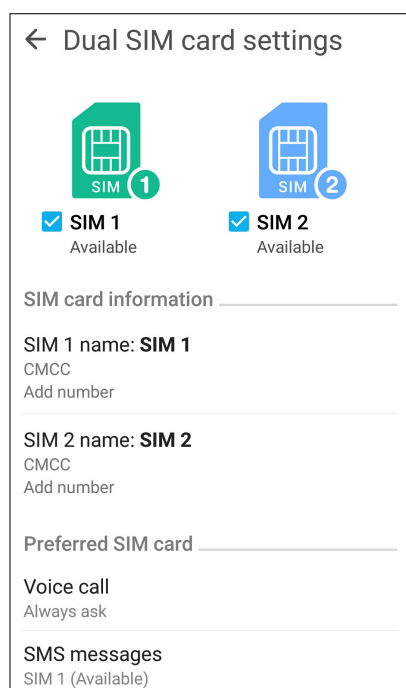 Dual SIM card settings
SIM 1 SIM 2
SIM 1 SIM 2
Available Available
SIM card information
SIM 1 name: SIM 1
CMCC
Add number
SIM 2 name: SIM 2
CMCC
Add number
Preferred SIM card
Voice call
Always ask
SMS messages
SIM 1 (Available)